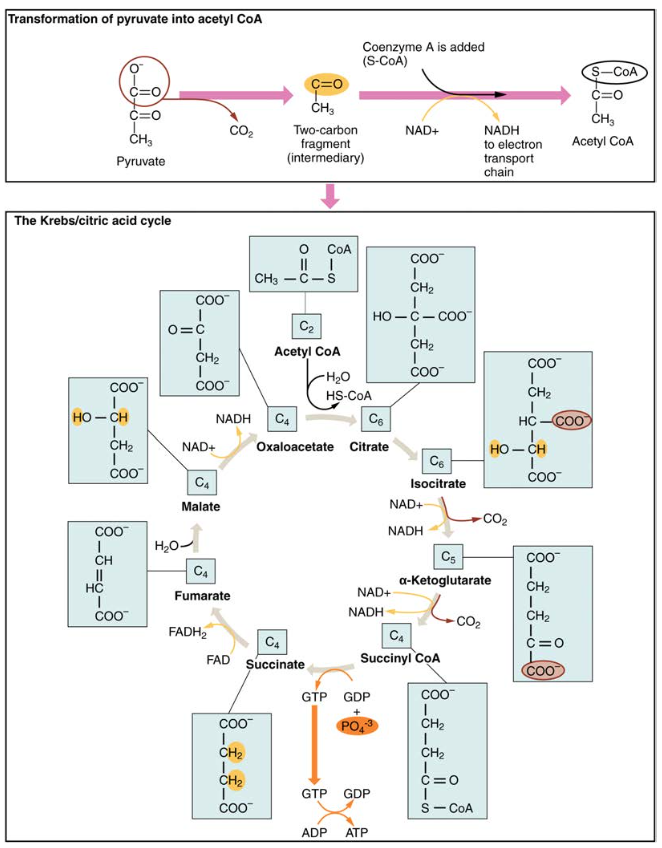 Transformation of pyruvate into acetyl CoA
Coenzyme A is added
(S-CoA)
O⁻
C=O
C=O
CH₃
Pyruvate
CO₂
C=O
CH₃
Two-carbon
fragment
(intermediary)
NAD+
NADH
to electron
transport
chain
S—CoA
C=O
CH₃
Acetyl CoA
The Krebs/citric acid cycle
O CoA
CH₃ — C — S
C₂
Acetyl CoA
H₂O
HS-CoA
COO⁻
O=C
CH₂
COO⁻
C₄
Oxaloacetate
COO⁻
CH₂
HO — C — COO⁻
CH₂
COO⁻
C₆
Citrate
COO⁻
CH₂
HC — COO⁻
HO — CH
COO⁻
C₆
Isocitrate
NAD+
NADH
CO₂
COO⁻
CH₂
CH₂
C=O
COO⁻
C₅
α-Ketoglutarate
NAD+
NADH
CO₂
C₄
Succinyl CoA
COO⁻
CH₂
CH₂
C=O
S — CoA
GTP GDP
+
PO₄⁻³
GTP GDP
ADP ATP
C₄
Succinate
COO⁻
CH₂
CH₂
COO⁻
FADH₂
FAD
C₄
Fumarate
COO⁻
CH
HC
COO⁻
H₂O
C₄
Malate
COO⁻
HO — CH
CH₂
COO⁻
NAD+
NADH